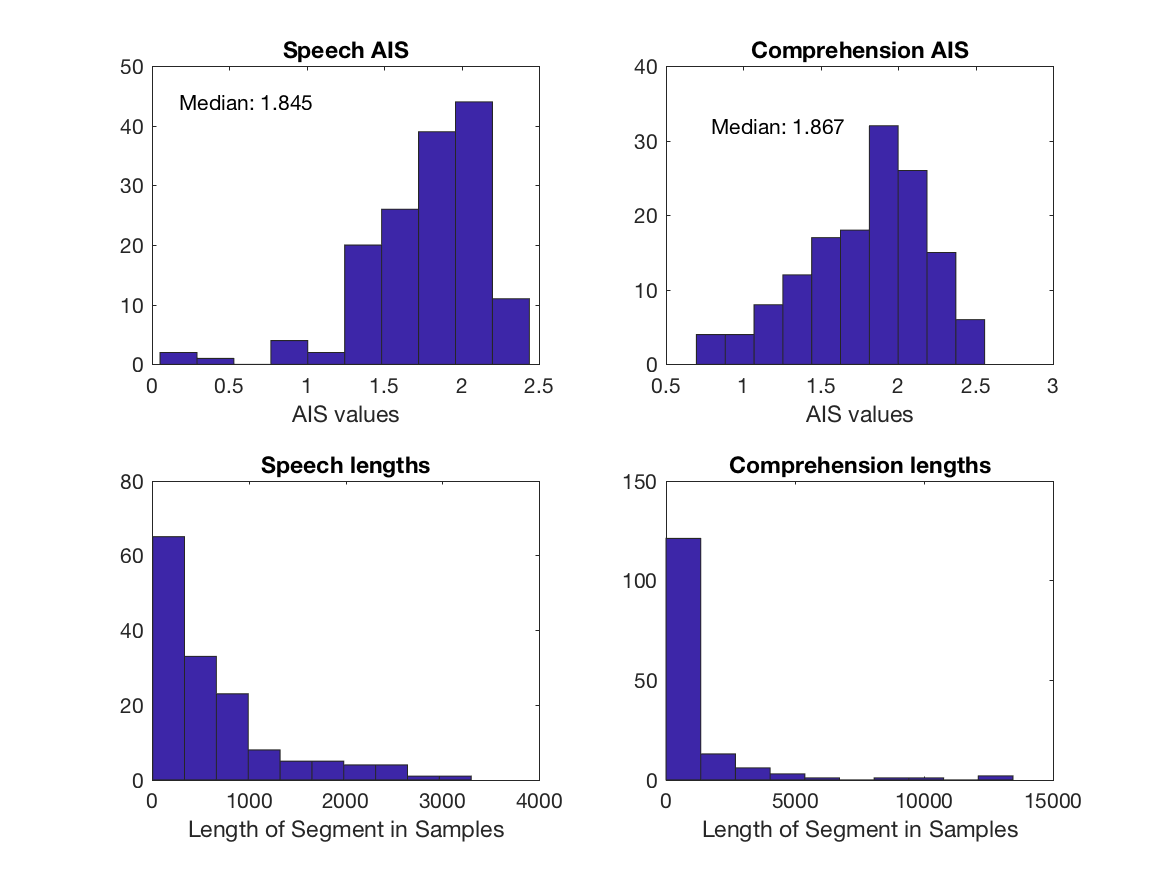 Speech AIS
50
40
30
20
10
0
Median: 1.845
0 0.5 1 1.5 2 2.5
AIS values
Comprehension AIS
40
30
20
10
0
Median: 1.867
0.5 1 1.5 2 2.5 3
AIS values
Speech lengths
80
60
40
20
0
0 1000 2000 3000 4000
Length of Segment in Samples
Comprehension lengths
150
100
50
0
0 5000 10000 15000
Length of Segment in Samples